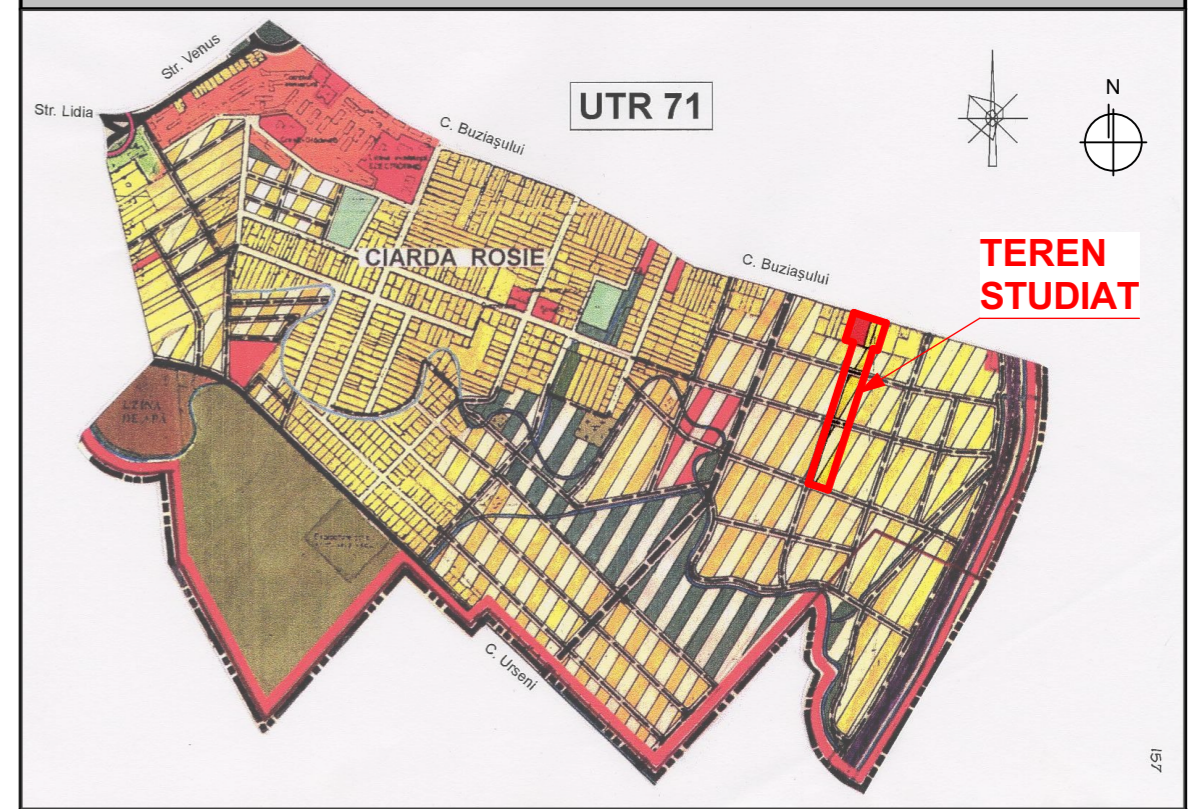 Str. Venus
Str. Lidia
UTR 71
N
C. Buziaşului
CIARDA ROSIE
C. Buziaşului
TEREN
STUDIAT
UZINA
DE APA
C. Urseni
157